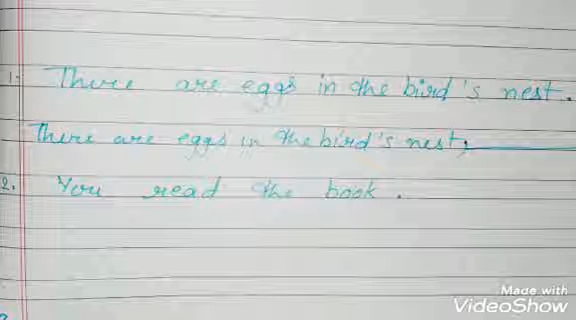 1. There are eggs in the bird's nest.
There are eggs in the bird's nest;
2. You read the book.
Made with
VideoShow